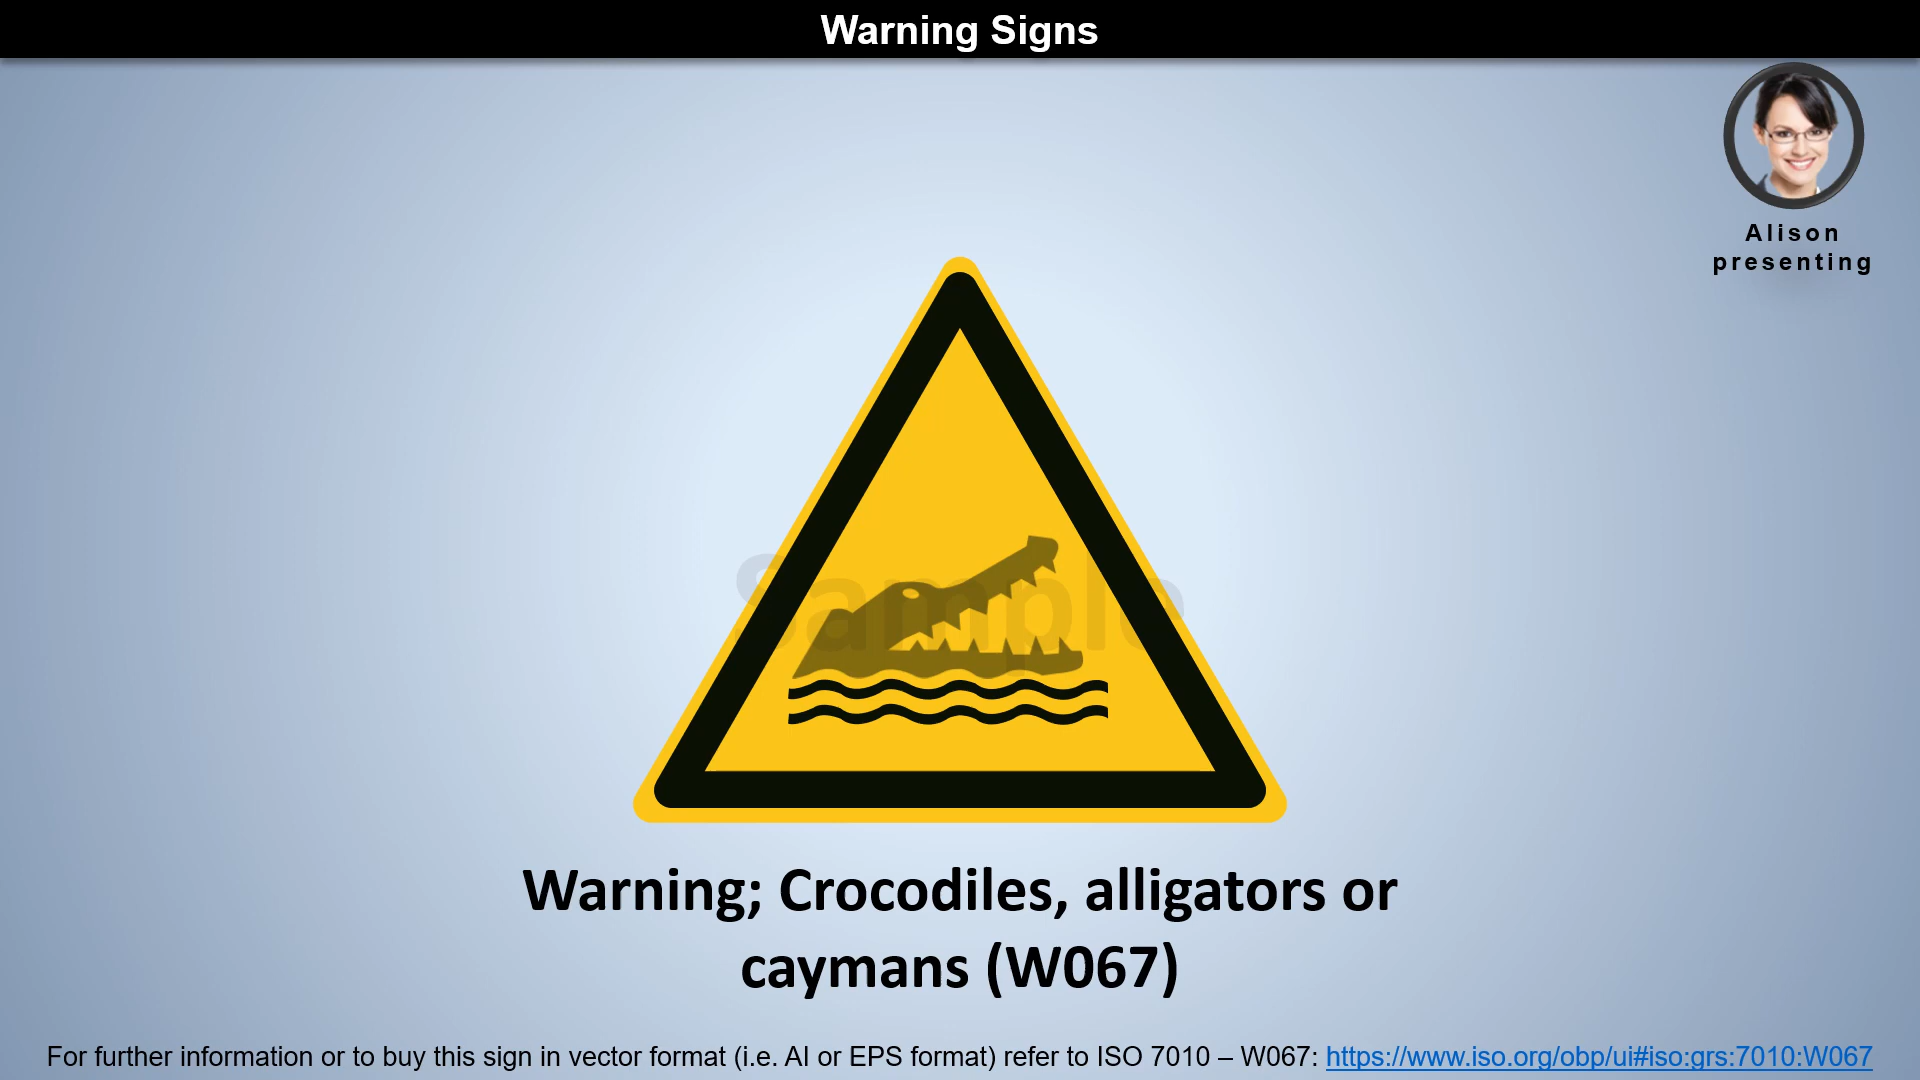 Warning Signs
Alison
presenting
Sample
Warning; Crocodiles, alligators or
caymans (W067)
For further information or to buy this sign in vector format (i.e. AI or EPS format) refer to ISO 7010 – W067: https://www.iso.org/obp/ui#iso:grs:7010:W067